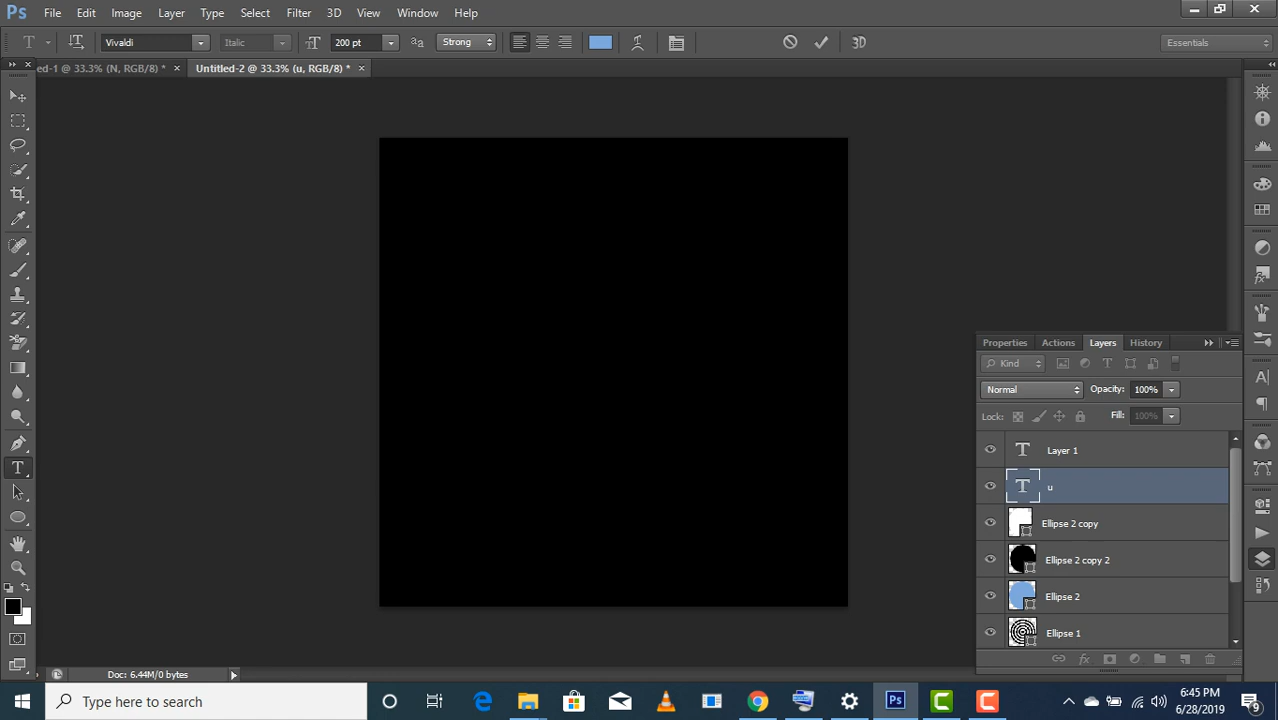 Ps File Edit Image Layer Type Select Filter 3D View Window Help
T Vivaldi Italic 200 pt aa Strong 3D Essentials
ed-1 @ 33.3% (N, RGB/8) * × Untitled-2 @ 33.3% (u, RGB/8) * ×
Properties Actions Layers History
Kind
Normal Opacity: 100%
Lock: Fill: 100%
T Layer 1
T u
Ellipse 2 copy
Ellipse 2 copy 2
Ellipse 2
Ellipse 1
Doc: 6.44M/0 bytes
Type here to search
6:45 PM
6/28/2019
9